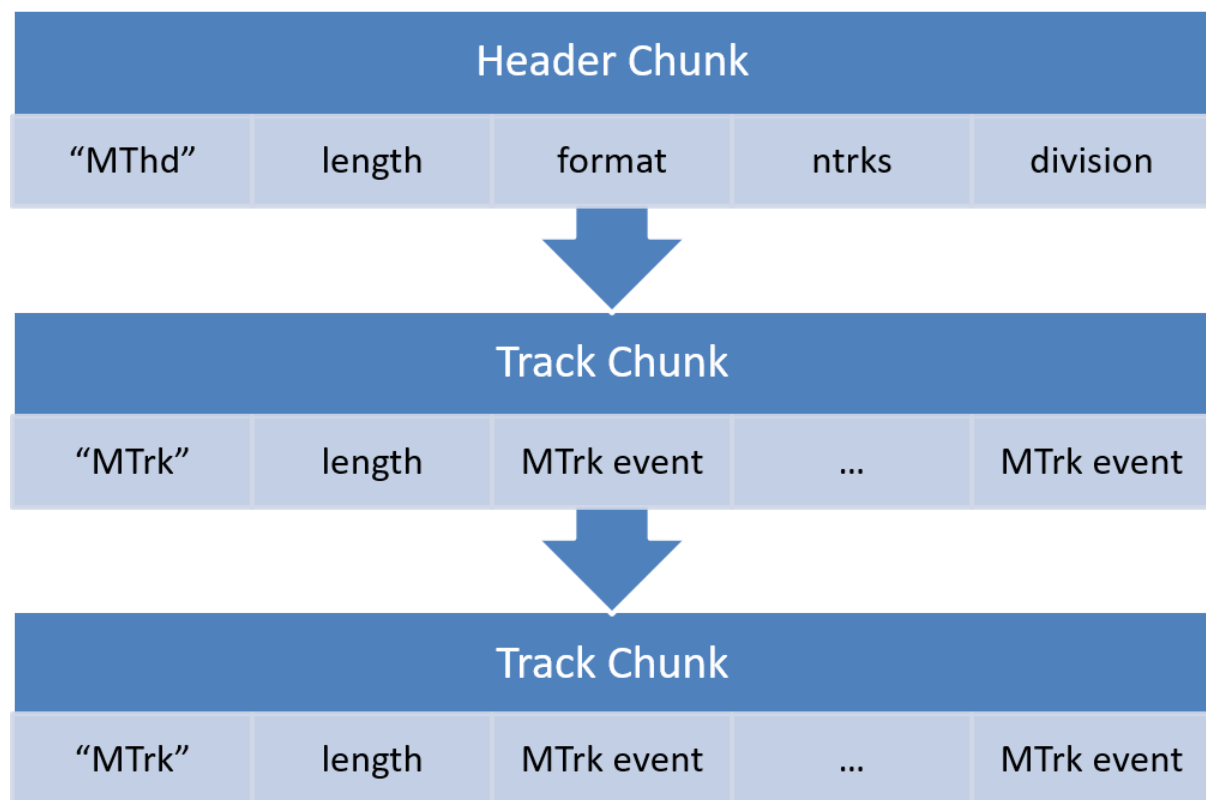 Header Chunk
“MThd” length format ntrks division
Track Chunk
“MTrk” length MTrk event ... MTrk event
Track Chunk
“MTrk” length MTrk event ... MTrk event